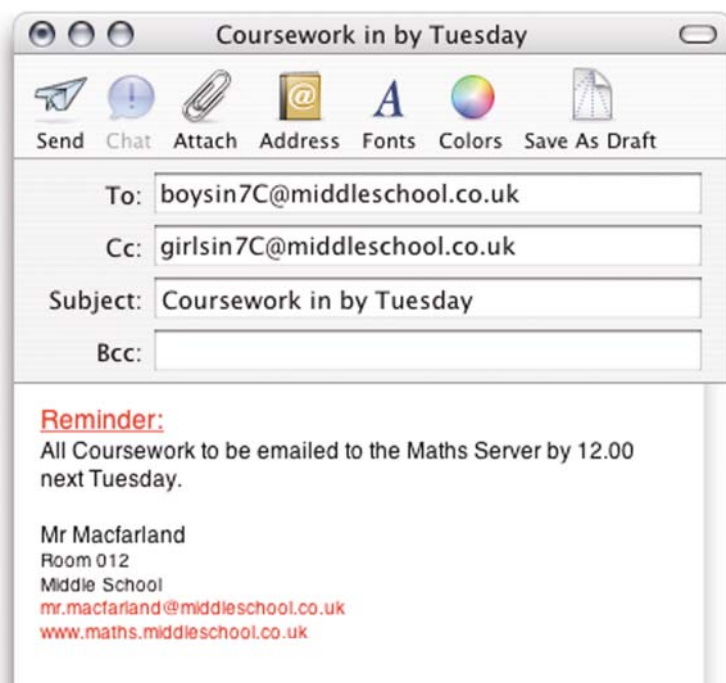 Coursework in by Tuesday
Send Chat Attach Address Fonts Colors Save As Draft
To: boysin7C@middleschool.co.uk
Cc: girlsin7C@middleschool.co.uk
Subject: Coursework in by Tuesday
Bcc:
Reminder:
All Coursework to be emailed to the Maths Server by 12.00
next Tuesday.
Mr Macfarland
Room 012
Middle School
mr.macfarland@middleschool.co.uk
www.maths.middleschool.co.uk